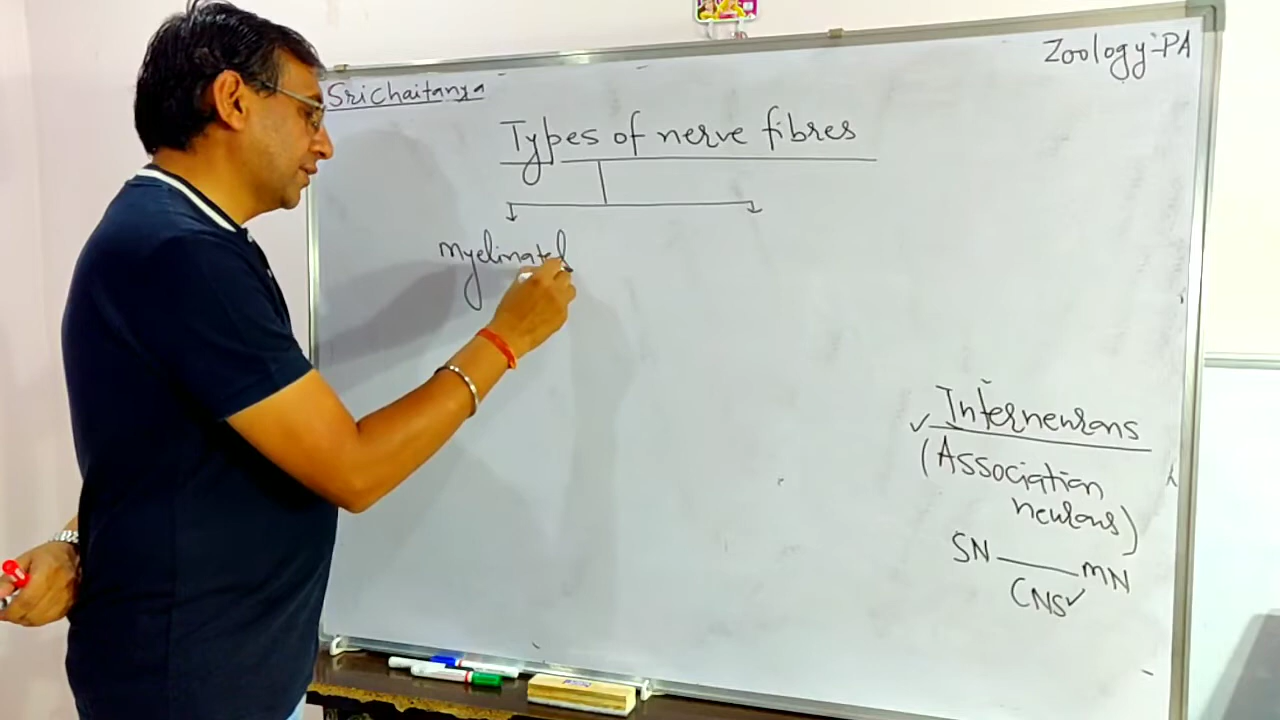 Srichaitanya
Zoology-PA
Types of nerve fibres
myelinated
Interneurons
(Association
neurons)
SN — MN
CNS✓